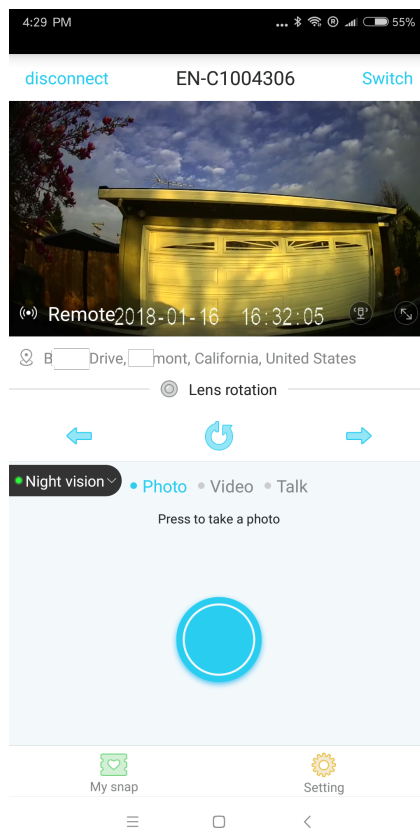 4:29 PM ... ® 55%
disconnect EN-C1004306 Switch
Remote 2018-01-16 16:32:05
B Drive, mont, California, United States
Lens rotation
Night vision Photo Video Talk
Press to take a photo
My snap Setting